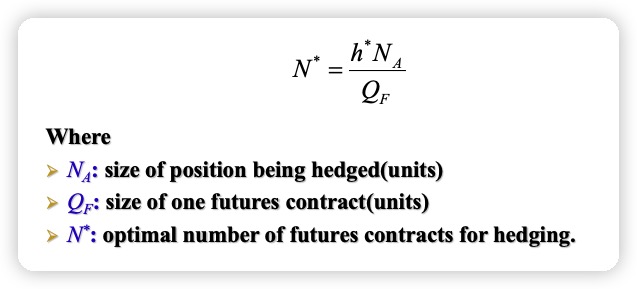 N* = h*N_A / Q_F
Where
➢ N_A: size of position being hedged(units)
➢ Q_F: size of one futures contract(units)
➢ N*: optimal number of futures contracts for hedging.